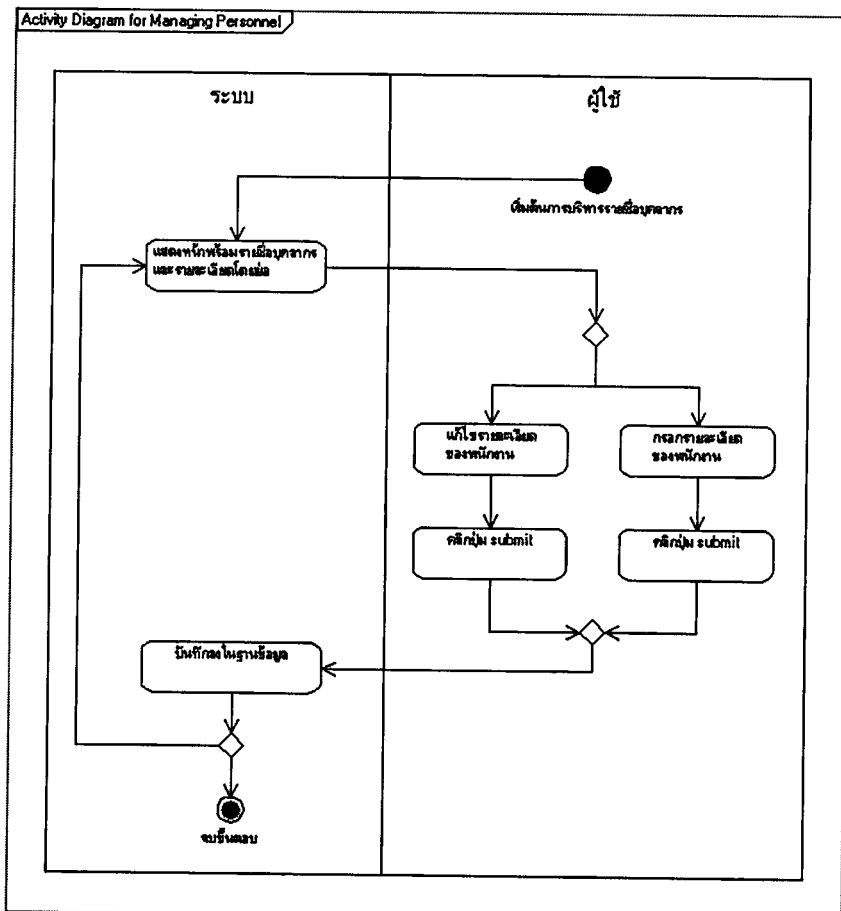 Activity Diagram for Managing Personnel
ระบบ
ผู้ใช้
เริ่มต้นการบริหารรายชื่อบุคลากร
แสดงหน้าพร้อมรายชื่อบุคลากร
และรายละเอียดโดยย่อ
แก้ไขรายละเอียด
ของพนักงาน
กรอกรายละเอียด
ของพนักงาน
คลิกปุ่ม submit
คลิกปุ่ม submit
บันทึกลงในฐานข้อมูล
จบขั้นตอน